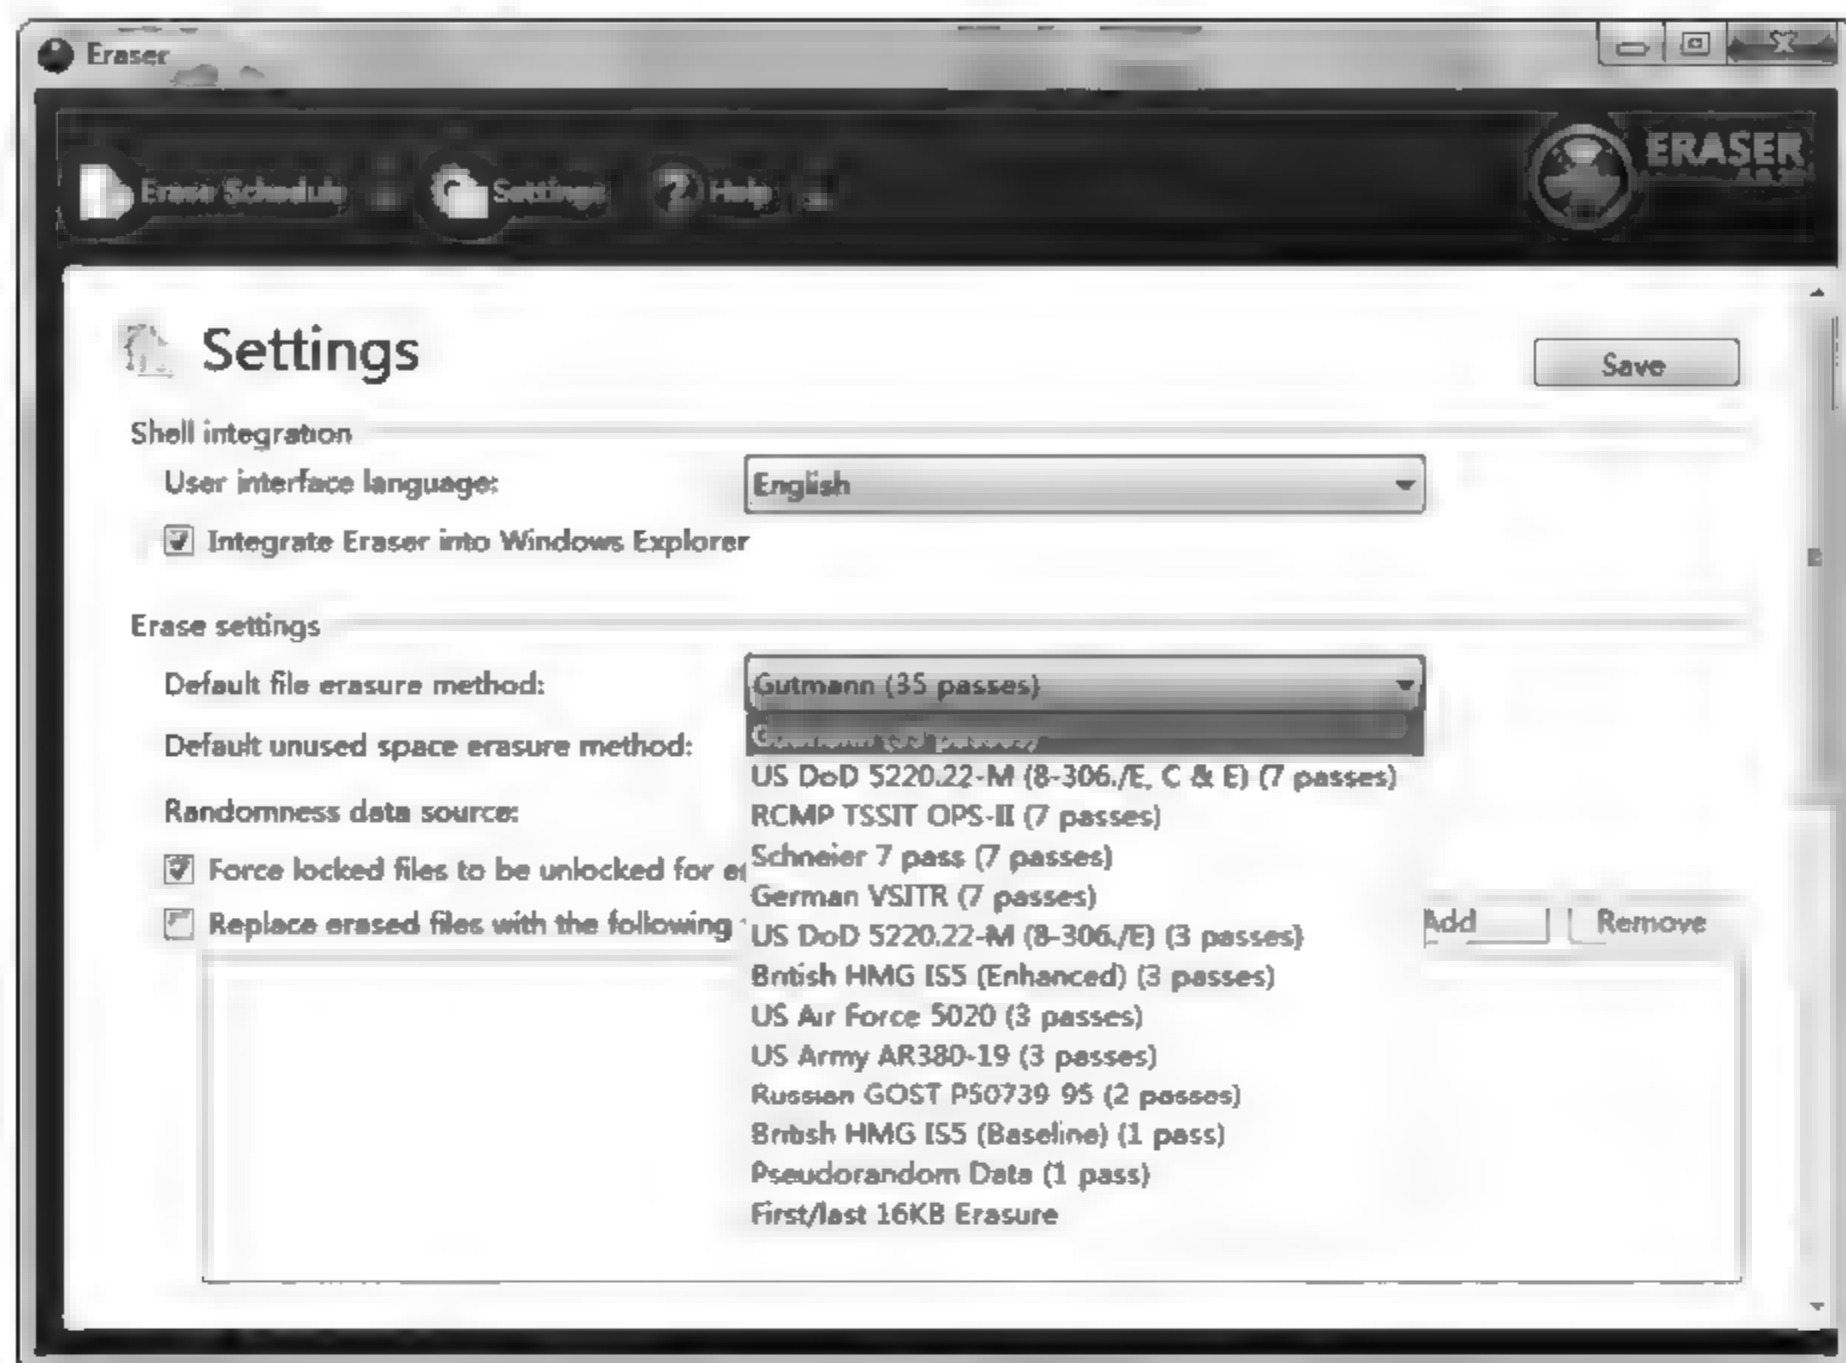 Eraser
ERASER
Erase Schedule Settings Help
Settings
Save
Shell integration
User interface language: English
Integrate Eraser into Windows Explorer
Erase settings
Default file erasure method: Gutmann (35 passes)
Default unused space erasure method:
US DoD 5220.22-M (8-306./E, C & E) (7 passes)
Randomness data source: RCMP TSSIT OPS-II (7 passes)
Schneier 7 pass (7 passes)
Force locked files to be unlocked for
German VSITR (7 passes)
Replace erased files with the following Add Remove
US DoD 5220.22-M (8-306./E) (3 passes)
British HMG IS5 (Enhanced) (3 passes)
US Air Force 5020 (3 passes)
US Army AR380-19 (3 passes)
Russian GOST P50739-95 (2 passes)
British HMG IS5 (Baseline) (1 pass)
Pseudorandom Data (1 pass)
First/last 16KB Erasure